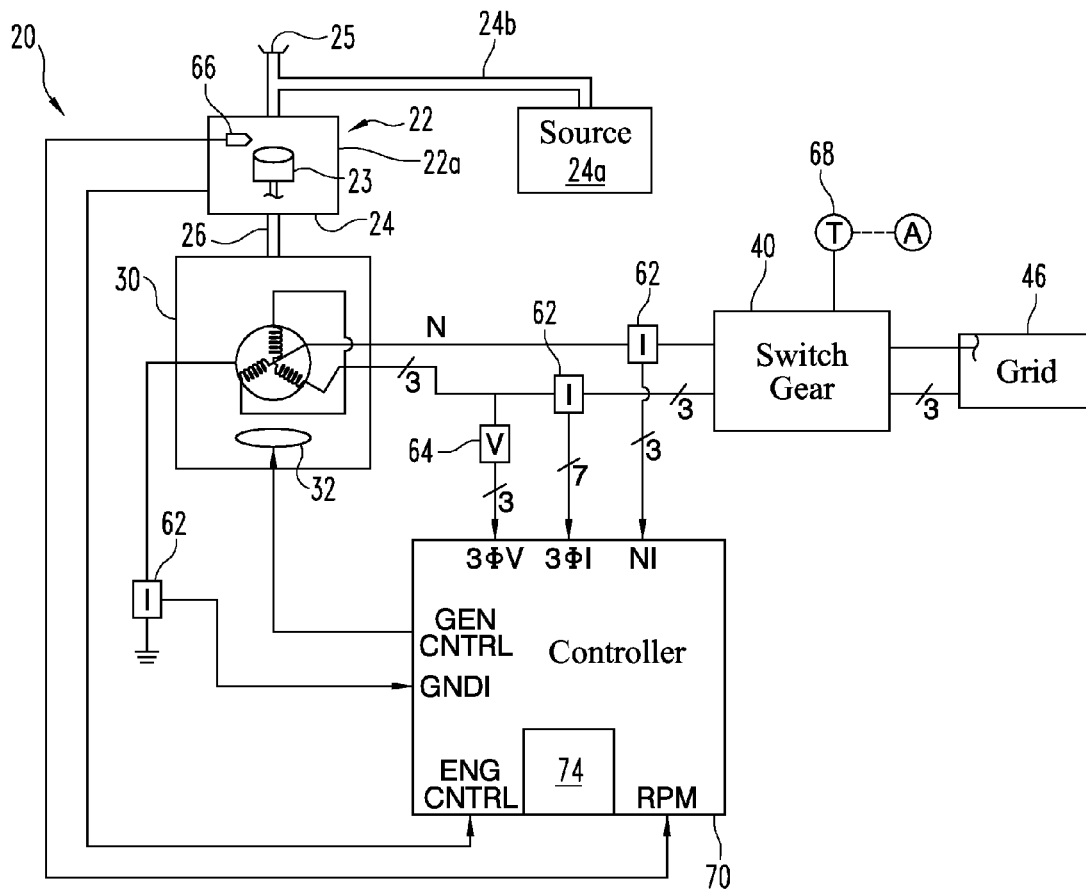 20
25
24b
66
22
22a
Source
24a
23
68
24
T
A
26
40
46
30
62
62
N
I
Switch
Gear
Grid
3
I
3
3
64
V
3
3
7
32
62
3ΦV
3ΦI
NI
I
GEN
CNTRL
Controller
GNDI
ENG
CNTRL
74
RPM
70